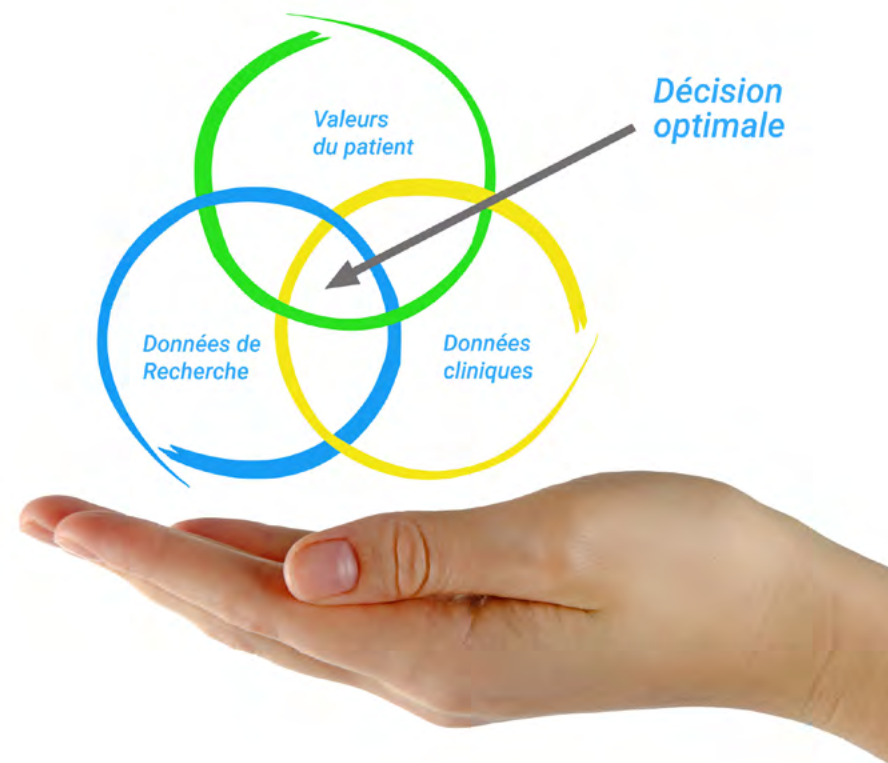 Décision
optimale
Valeurs
du patient
Données de
Recherche
Données
cliniques